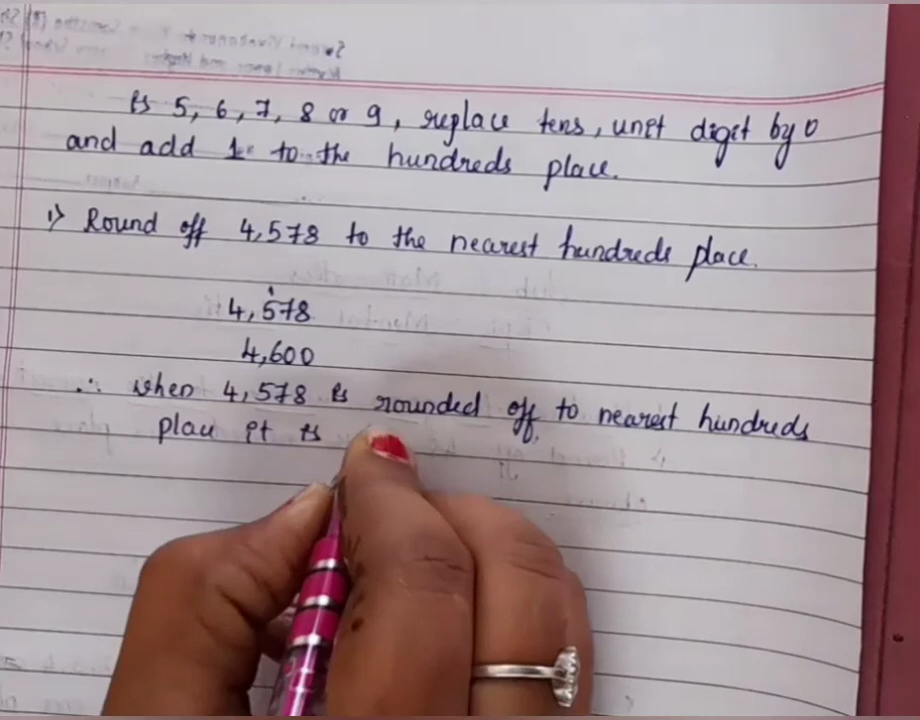 is 5, 6, 7, 8 or 9, replace tens, unit digit by 0
and add 1 to the hundreds place.
1) Round off 4,578 to the nearest hundreds place.
4,578
4,600
∴ when 4,578 is rounded off to nearest hundreds
place it is